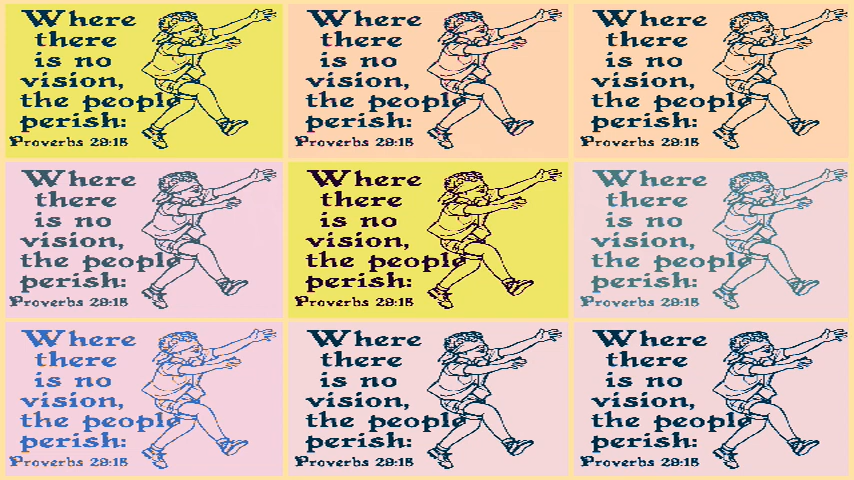 Where
there
is no
vision,
the people
perish:
Proverbs 29:18
Where
there
is no
vision,
the people
perish:
Proverbs 29:18
Where
there
is no
vision,
the people
perish:
Proverbs 29:18
Where
there
is no
vision,
the people
perish:
Proverbs 29:18
Where
there
is no
vision,
the people
perish:
Proverbs 29:18
Where
there
is no
vision,
the people
perish:
Proverbs 29:18
Where
there
is no
vision,
the people
perish:
Proverbs 29:18
Where
there
is no
vision,
the people
perish:
Proverbs 29:18
Where
there
is no
vision,
the people
perish:
Proverbs 29:18